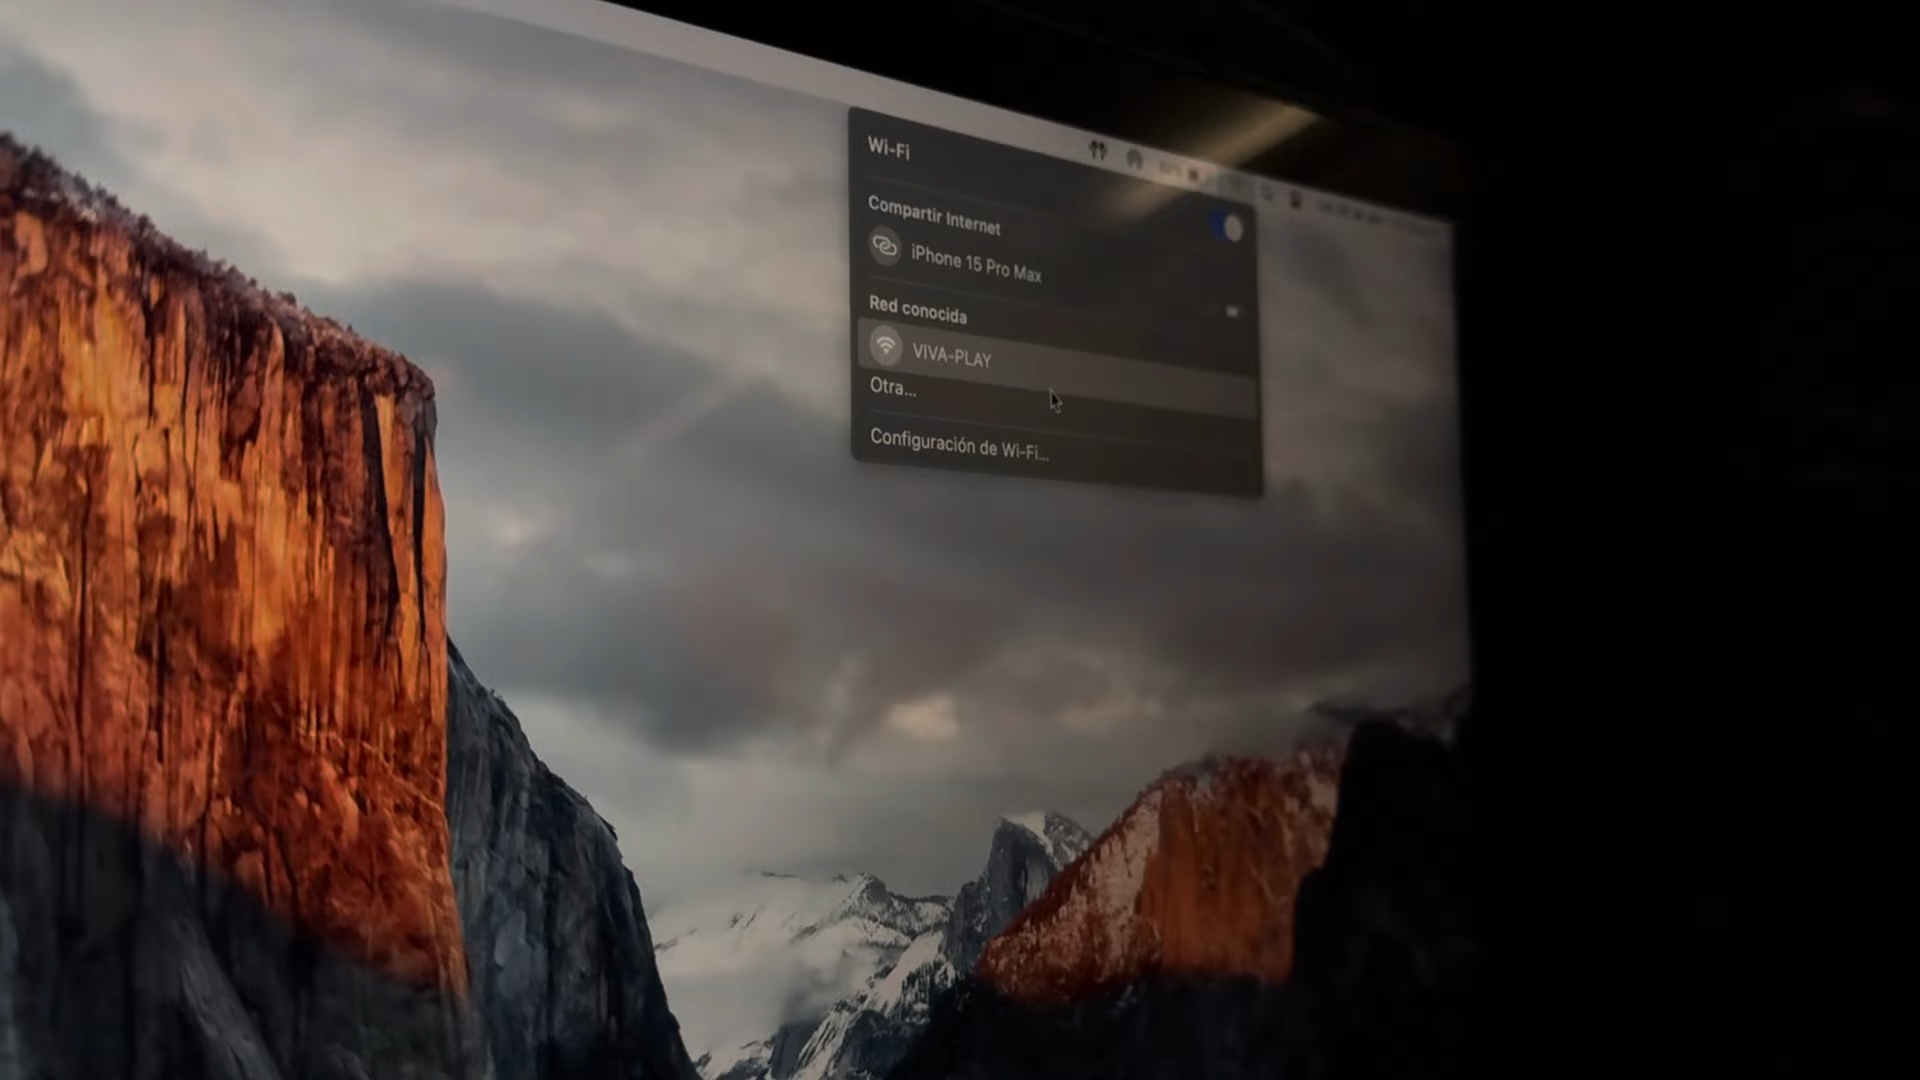 Wi-Fi
Compartir Internet
iPhone 15 Pro Max
Red conocida
VIVA-PLAY
Otra...
Configuración de Wi-Fi...